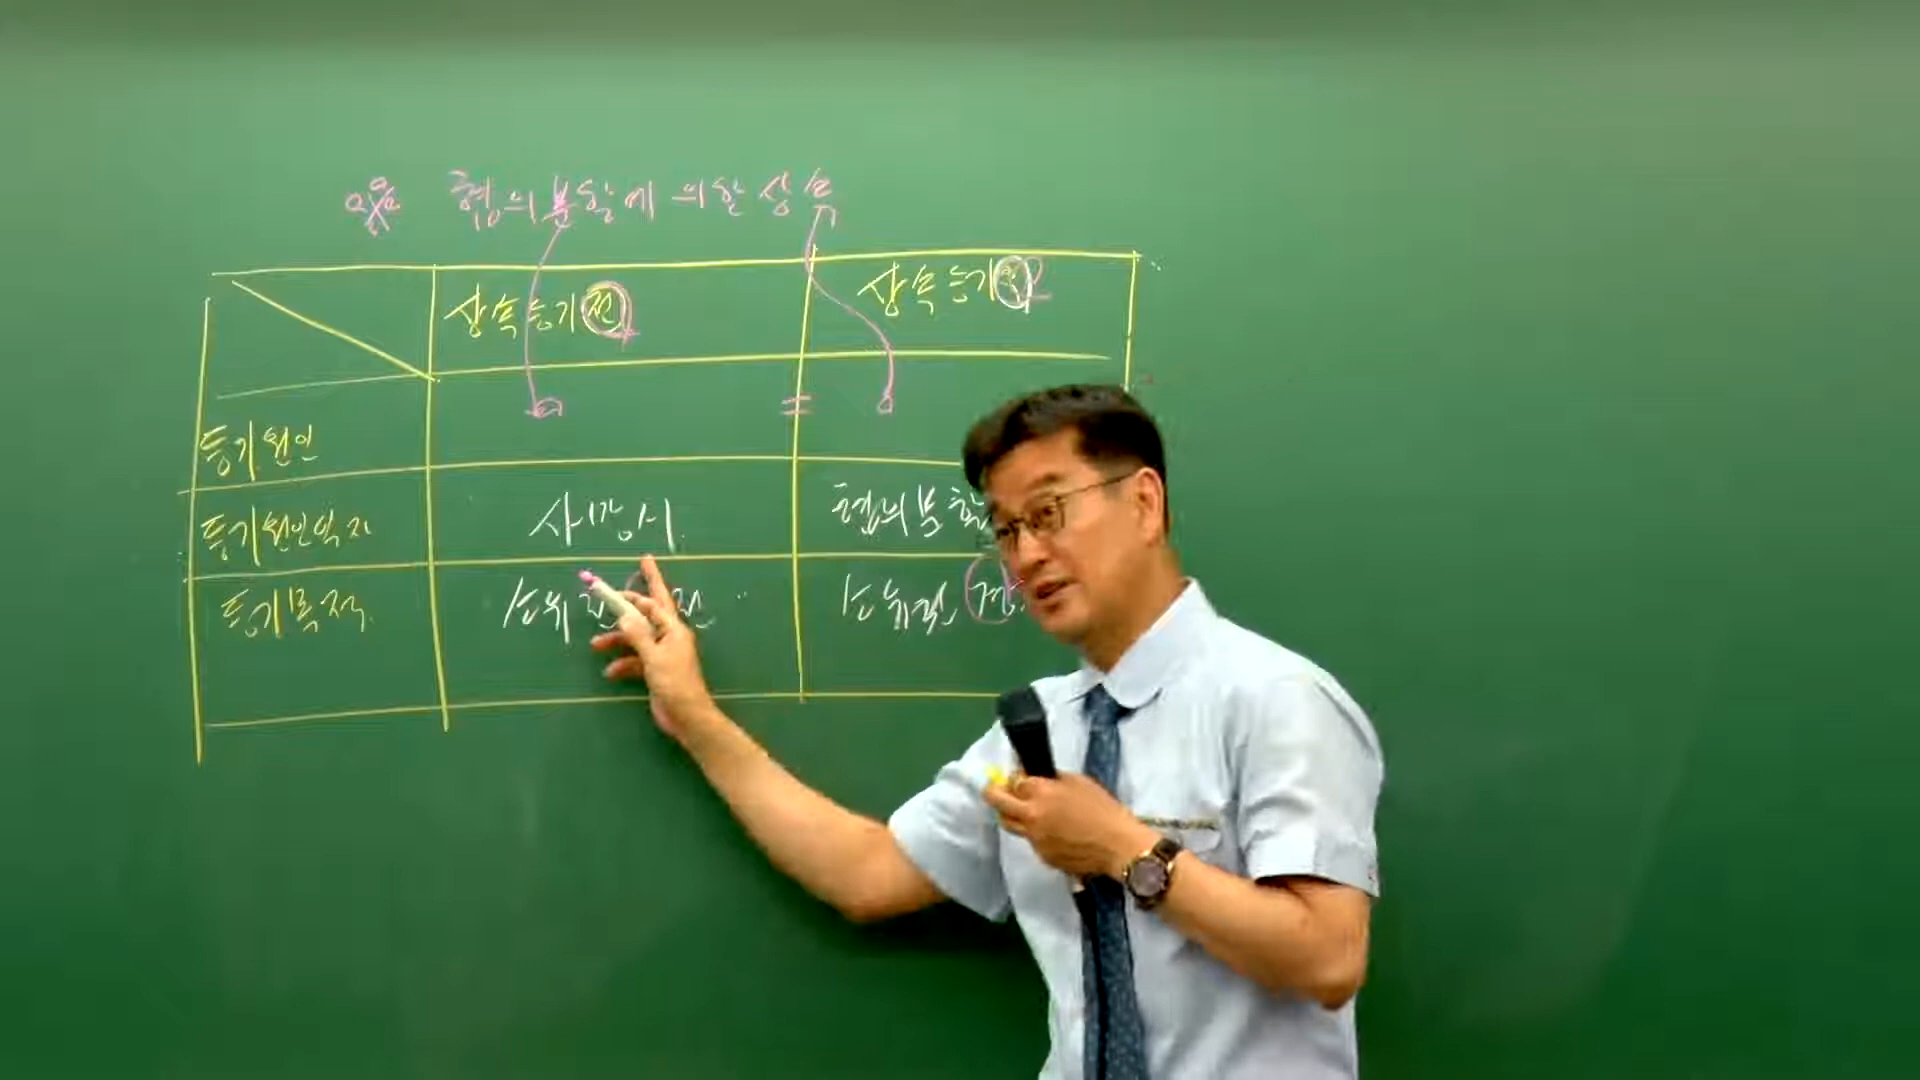 ※ 협의분할에 의한 상속
상속등기전 상속등기후
등기원인
등기원인일자 사망시 협의분할
등기목적 소유권 이전 소유권 경